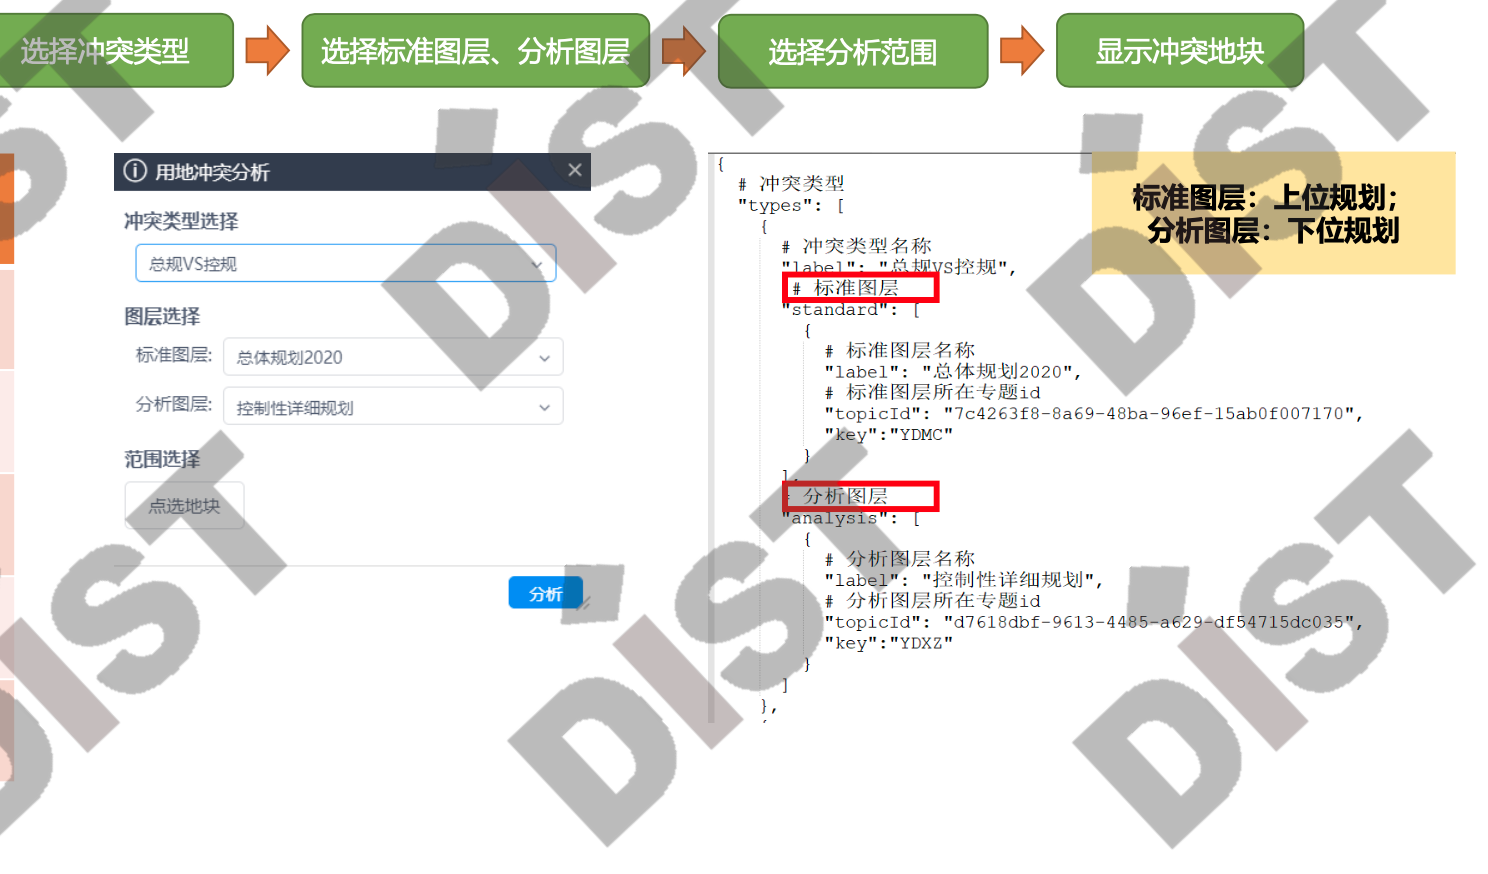 选择冲突类型
选择标准图层、分析图层
选择分析范围
显示冲突地块
用地冲突分析
冲突类型选择
总规VS控规
图层选择
标准图层:
总体规划2020
分析图层:
控制性详细规划
范围选择
点选地块
分析
{
# 冲突类型
"types": [
{
# 冲突类型名称
"label": "总规VS控规",
# 标准图层
"standard": [
{
# 标准图层名称
"label": "总体规划2020",
# 标准图层所在专题id
"topicId": "7c4263f8-8a69-48ba-96ef-15ab0f007170",
"key":"YDMC"
}
],
# 分析图层
"analysis": [
{
# 分析图层名称
"label": "控制性详细规划",
# 分析图层所在专题id
"topicId": "d7618dbf-9613-4485-a629-df54715dc035",
"key":"YDXZ"
}
]
},
标准图层：上位规划；
分析图层：下位规划
DIST
DIST
DIST
DIST
DIST
DIST